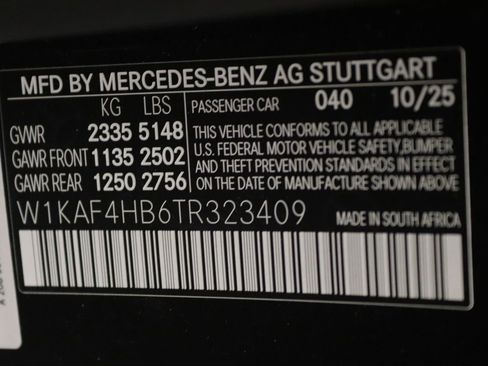 MFD BY MERCEDES-BENZ AG STUTTGART
KG LBS PASSENGER CAR 040 10/25
GVWR 2335 5148
GAWR FRONT 1135 2502
GAWR REAR 1250 2756
THIS VEHICLE CONFORMS TO ALL APPLICABLE
U.S. FEDERAL MOTOR VEHICLE SAFETY,BUMPER
AND THEFT PREVENTION STANDARDS IN EFFECT
ON THE DATE OF MANUFACTURE SHOWN ABOVE.
W1KAF4HB6TR323409 MADE IN SOUTH AFRICA